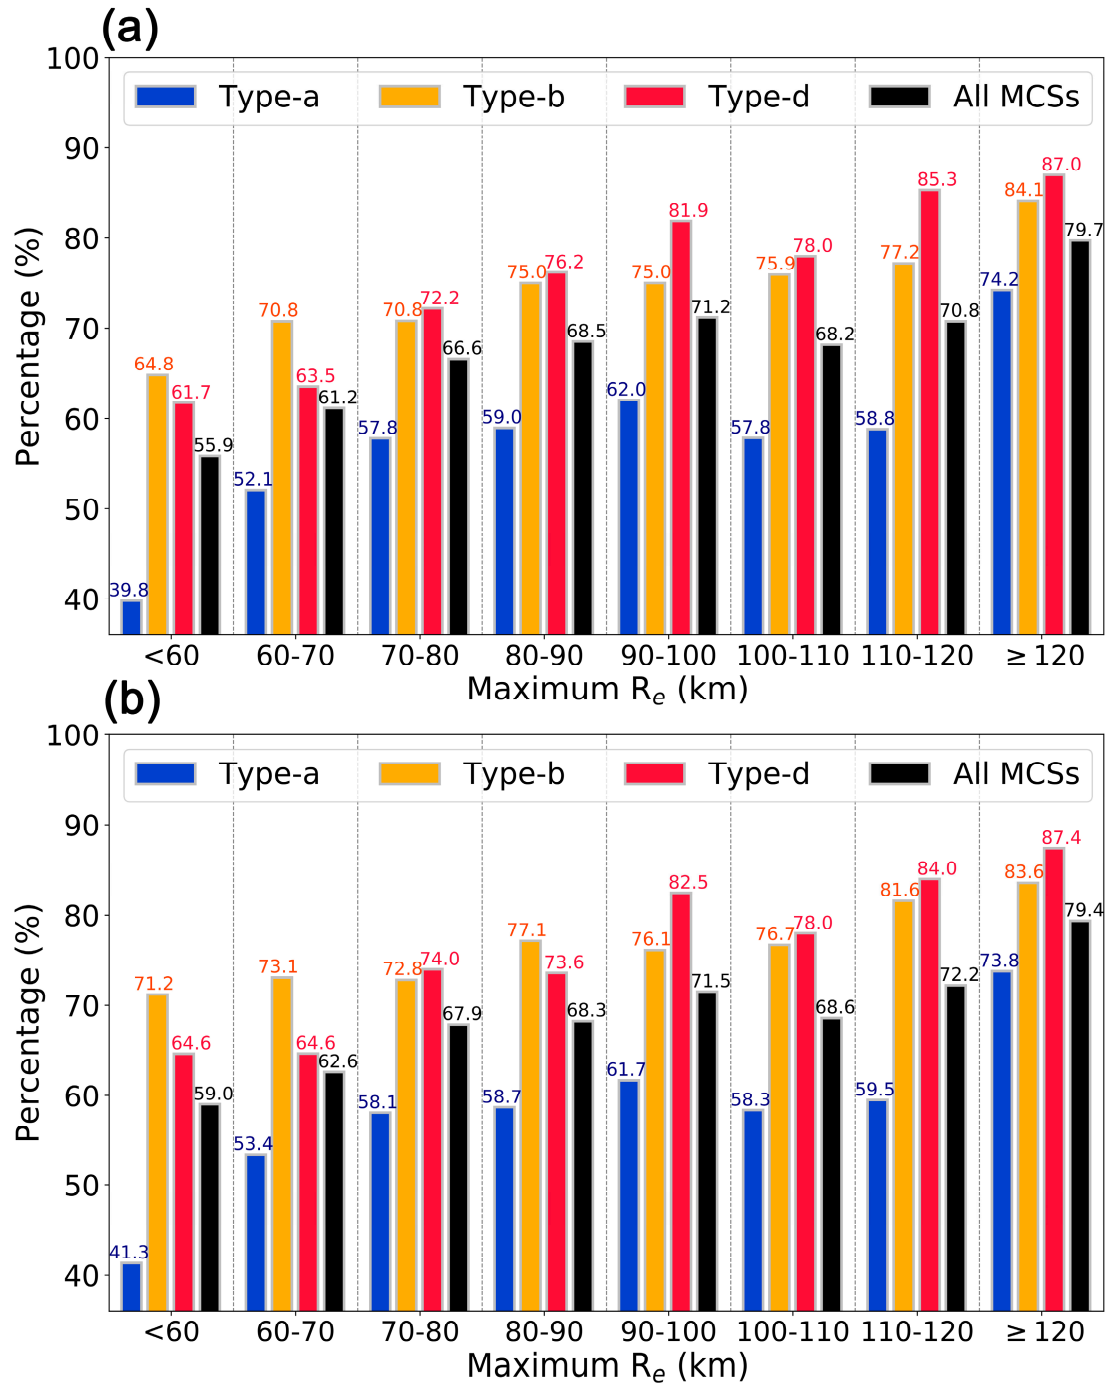 (a)
100
Type-a Type-b Type-d All MCSs
90
80
70
60
50
40
Percentage (%)
39.8 64.8 61.7 55.9
52.1 70.8 63.5 61.2
57.8 70.8 72.2 66.6
59.0 75.0 76.2 68.5
62.0 75.0 81.9 71.2
57.8 75.9 78.0 68.2
58.8 77.2 85.3 70.8
74.2 84.1 87.0 79.7
<60 60-70 70-80 80-90 90-100 100-110 110-120 ≥ 120
Maximum Re (km)
(b)
100
Type-a Type-b Type-d All MCSs
90
80
70
60
50
40
Percentage (%)
41.3 71.2 64.6 59.0
53.4 73.1 64.6 62.6
58.1 72.8 74.0 67.9
58.7 77.1 73.6 68.3
61.7 76.1 82.5 71.5
58.3 76.7 78.0 68.6
59.5 81.6 84.0 72.2
73.8 83.6 87.4 79.4
<60 60-70 70-80 80-90 90-100 100-110 110-120 ≥ 120
Maximum Re (km)